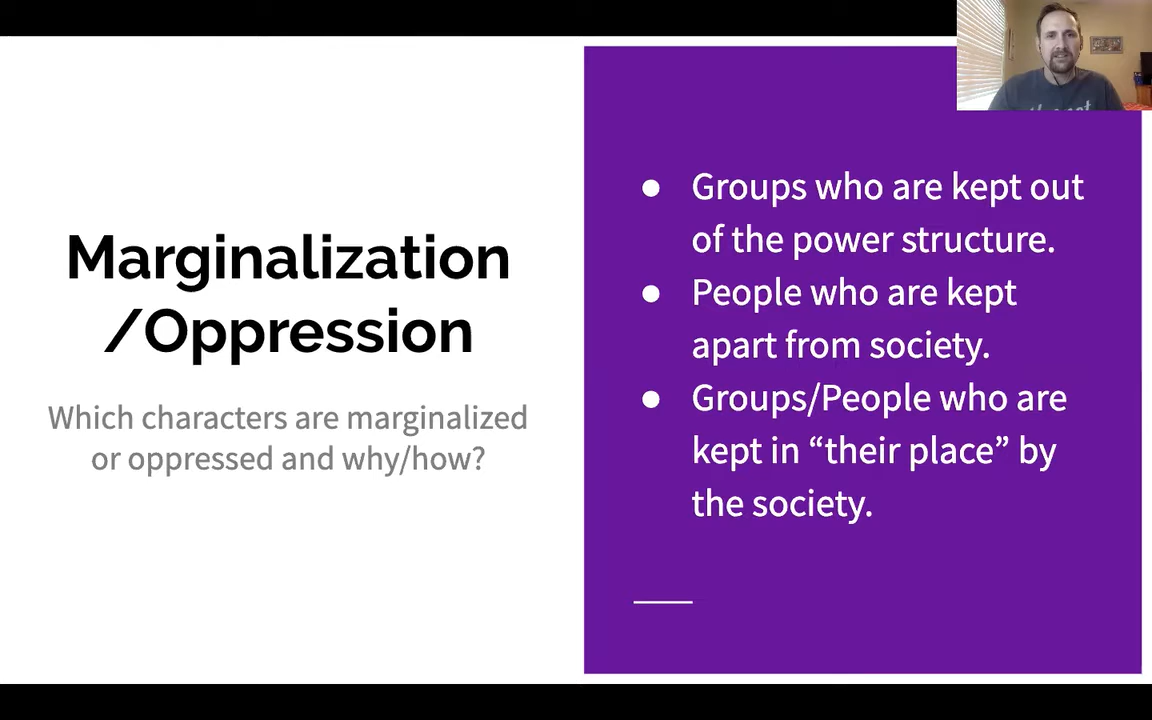 Marginalization
/Oppression
Which characters are marginalized
or oppressed and why/how?
● Groups who are kept out
of the power structure.
● People who are kept
apart from society.
● Groups/People who are
kept in “their place” by
the society.